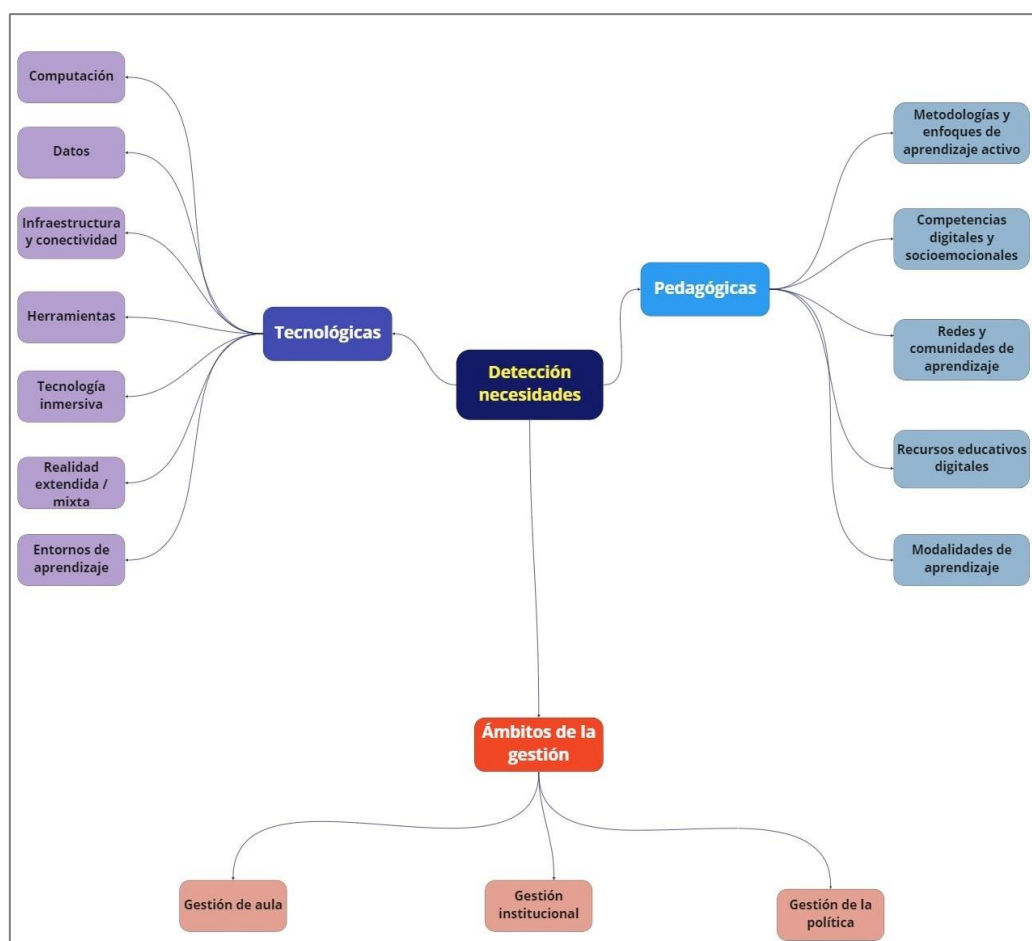 Computación
Datos
Infraestructura
y conectividad
Herramientas
Tecnología
inmersiva
Realidad
extendida /
mixta
Entornos de
aprendizaje
Tecnológicas
Detección
necesidades
Pedagógicas
Metodologías y
enfoques de
aprendizaje activo
Competencias
digitales y
socioemocionales
Redes y
comunidades de
aprendizaje
Recursos educativos
digitales
Modalidades de
aprendizaje
Ámbitos de la
gestión
Gestión de aula
Gestión
institucional
Gestión de la
política